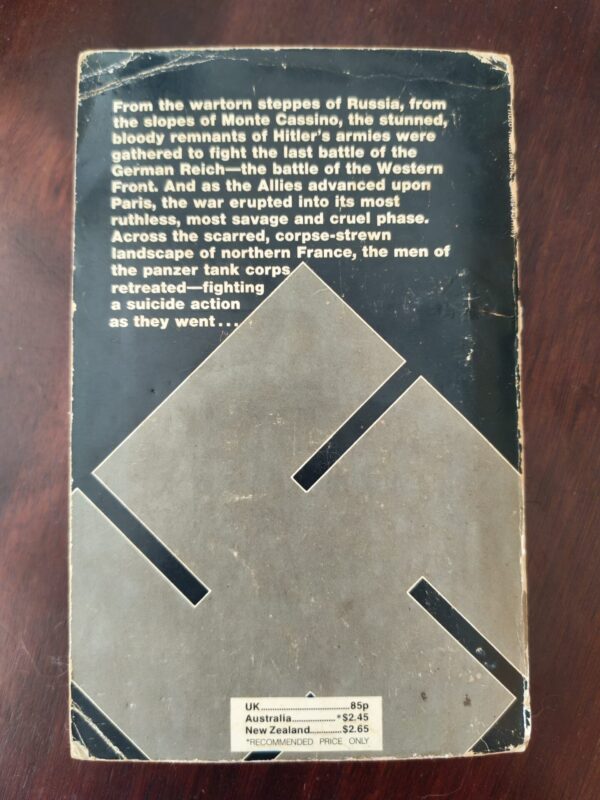 From the wartorn steppes of Russia, from
the slopes of Monte Cassino, the stunned,
bloody remnants of Hitler's armies were
gathered to fight the last battle of the
German Reich—the battle of the Western
Front. And as the Allies advanced upon
Paris, the war erupted into its most
ruthless, most savage and cruel phase.
Across the scarred, corpse-strewn
landscape of northern France, the men of
the panzer tank corps
retreated—fighting
a suicide action
as they went...
UK..............................85p
Australia................*$2.45
New Zealand...........$2.65
*RECOMMENDED PRICE ONLY